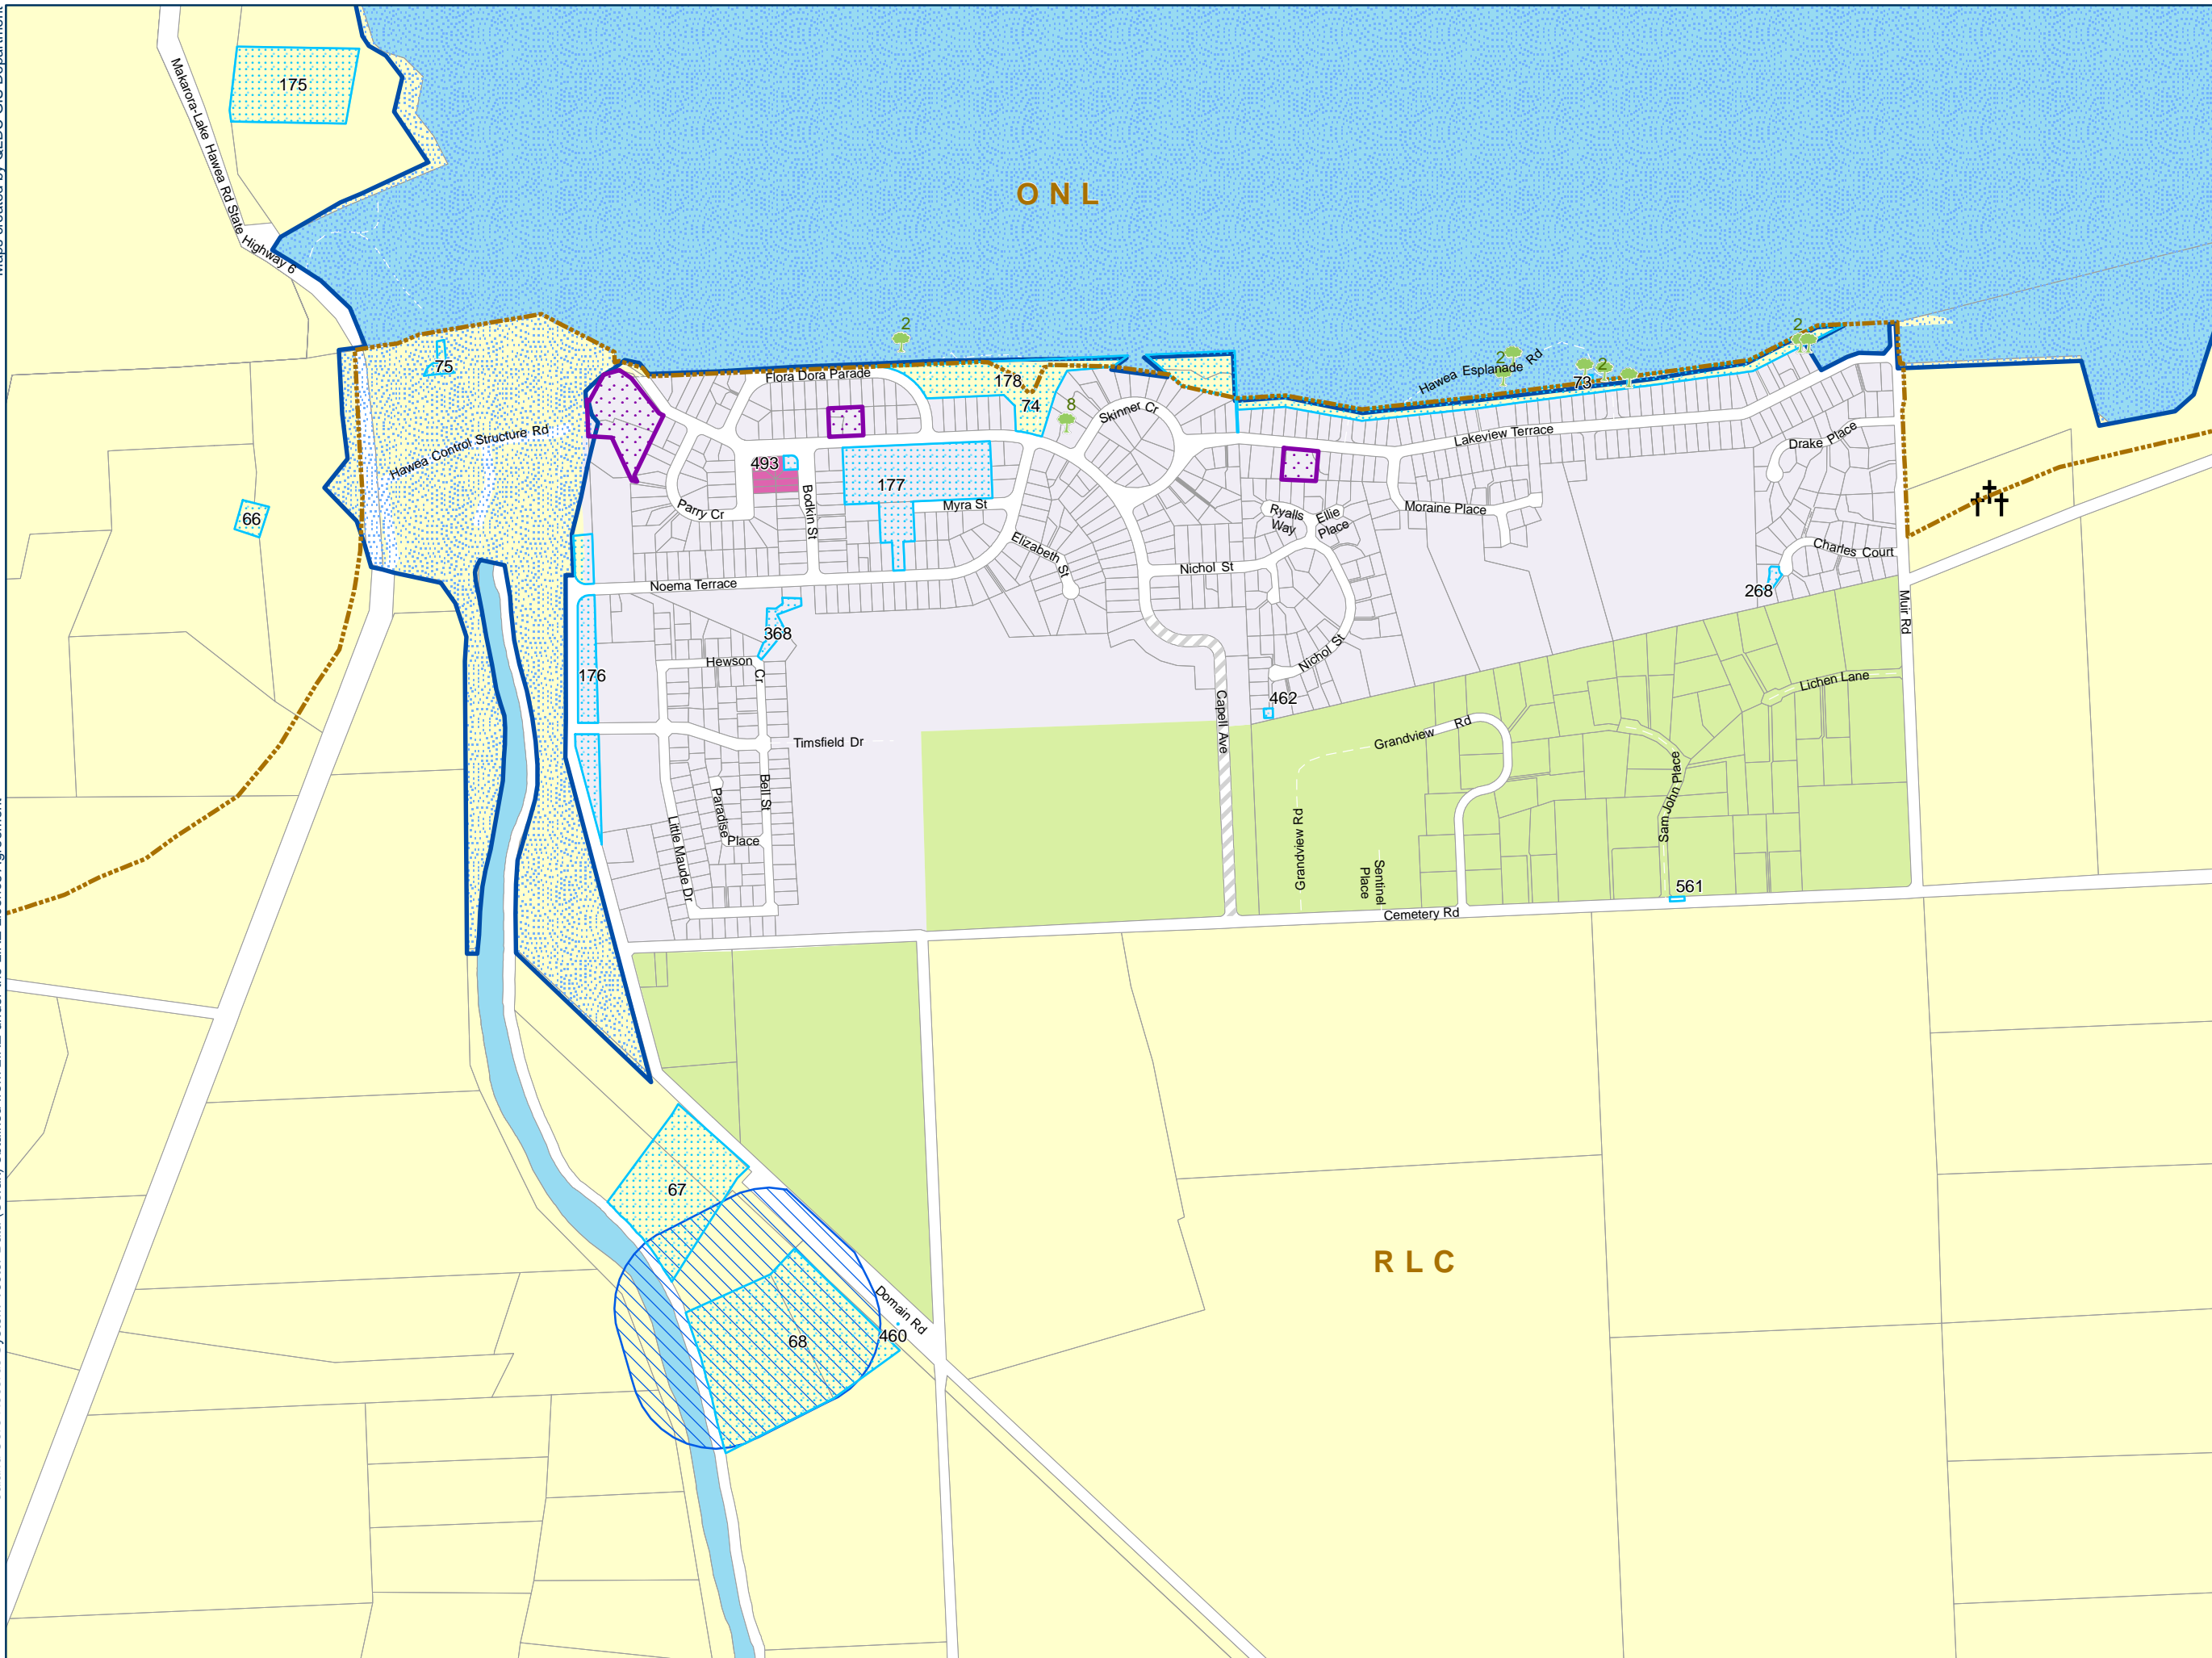 175
Makarora-Lake Hawea Rd State
Highway 6
O N L
2
2
2
2
75
Flora Dora Parade
178
74
8
Skinner Cr
Hawea Esplanade Rd
73
Hawea Control Structure Rd
Lakeview Terrace
Drake Place
493
177
Bodkin St
Parry Cr
Myra St
66
Ryalls
Way
Ellie
Place
Moraine Place
Elizabeth St
Nichol St
Charles Court
Noema Terrace
268
Muir Rd
368
Hewson
Cr
176
Nichol St
462
Lichen Lane
Capell Ave
Timsfield Dr
Grandview Rd
Bell St
Paradise
Place
Little Maude Dr
Grandview Rd
Sam John Place
Sentinel
Place
561
Cemetery Rd
67
R L C
Domain Rd
460
68